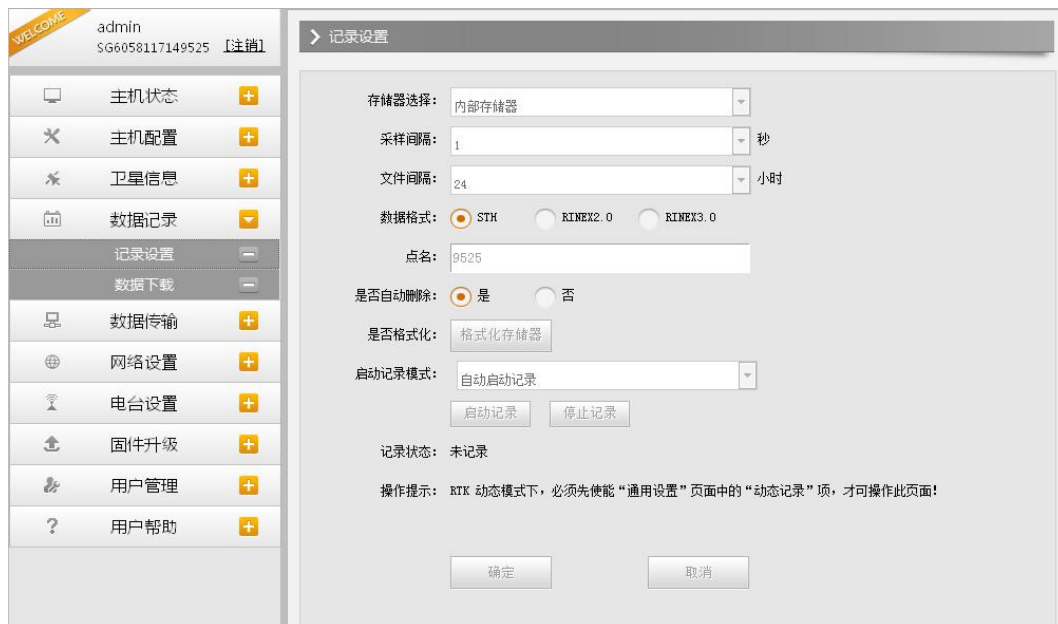 WELCOME
admin
SG6058117149525 [注销]
主机状态
主机配置
卫星信息
数据记录
记录设置
数据下载
数据传输
网络设置
电台设置
固件升级
用户管理
用户帮助
记录设置
存储器选择: 内部存储器
采样间隔: 1 秒
文件间隔: 24 小时
数据格式: STH RINEX2.0 RINEX3.0
点名: 9525
是否自动删除: 是 否
是否格式化: 格式化存储器
启动记录模式: 自动启动记录
启动记录 停止记录
记录状态: 未记录
操作提示: RTK 动态模式下, 必须先使能“通用设置”页面中的“动态记录”项, 才可操作此页面!
确定 取消